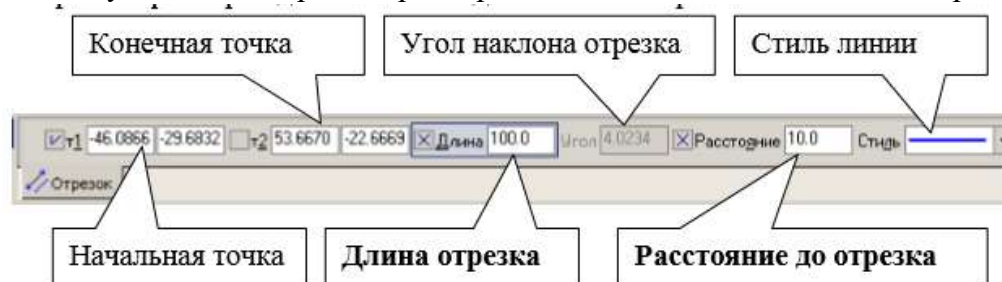 Конечная точка
Угол наклона отрезка
Стиль линии
т1 -46.0866 -29.6832 т2 53.6670 -22.6669 Длина 100.0 Угол 4.0234 Расстояние 10.0 Стиль
Отрезок
Начальная точка
Длина отрезка
Расстояние до отрезка